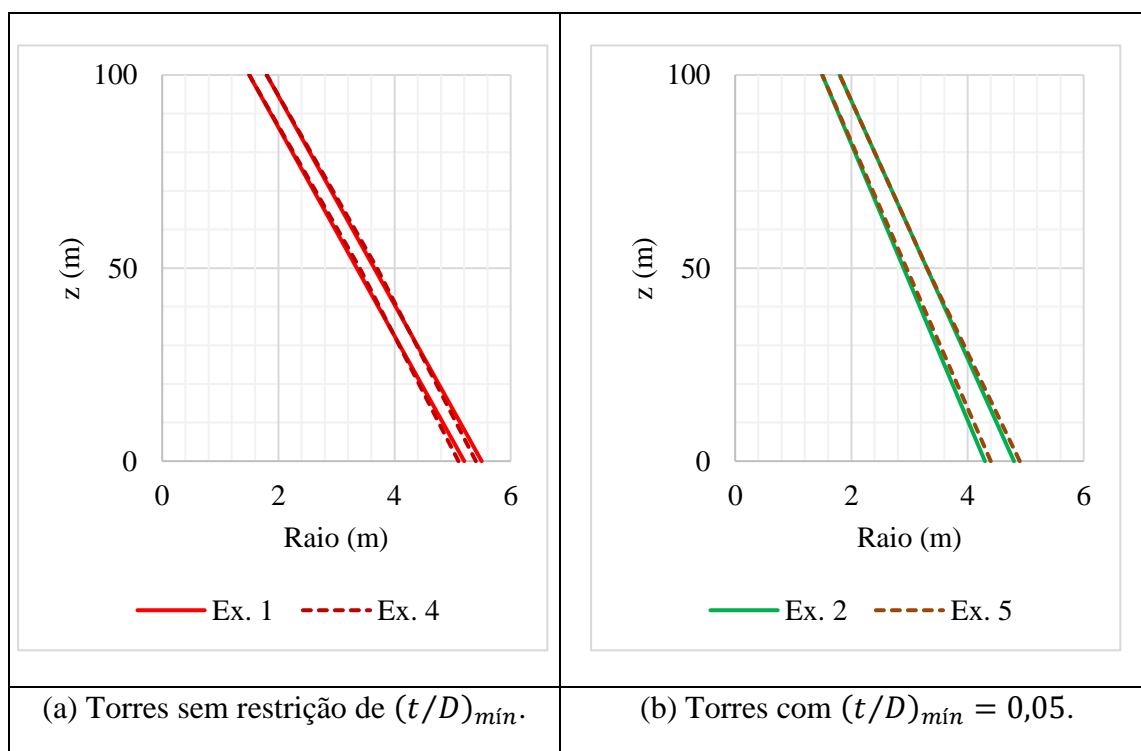 100
50
0
z (m)
0 2 4 6
Raio (m)
Ex. 1 Ex. 4
100
50
0
z (m)
0 2 4 6
Raio (m)
Ex. 2 Ex. 5
(a) Torres sem restrição de (t/D)mín.
(b) Torres com (t/D)mín = 0,05.